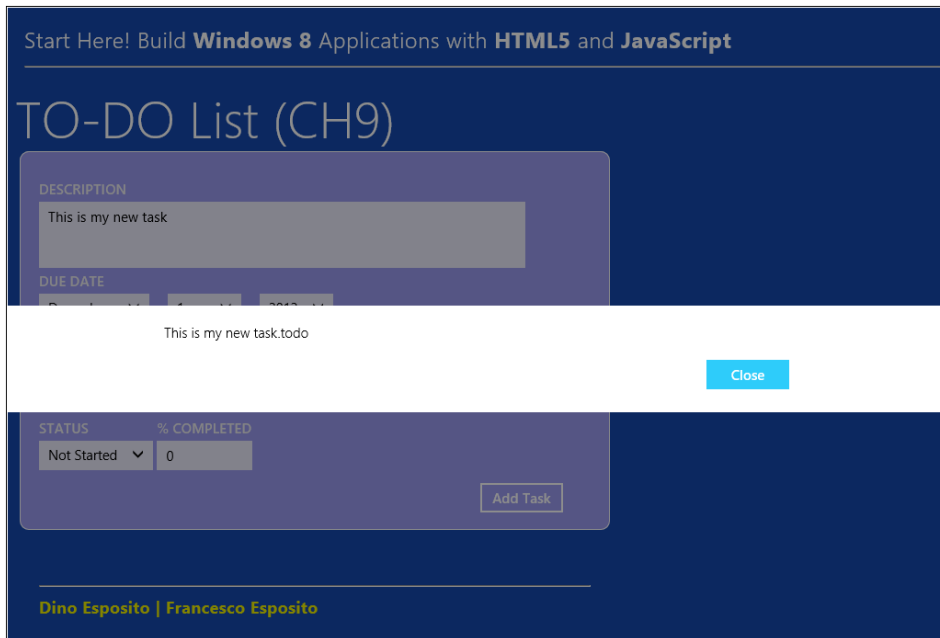 Start Here! Build Windows 8 Applications with HTML5 and JavaScript
TO-DO List (CH9)
DESCRIPTION
This is my new task
DUE DATE
This is my new task.todo
Close
STATUS % COMPLETED
Not Started 0
Add Task
Dino Esposito | Francesco Esposito